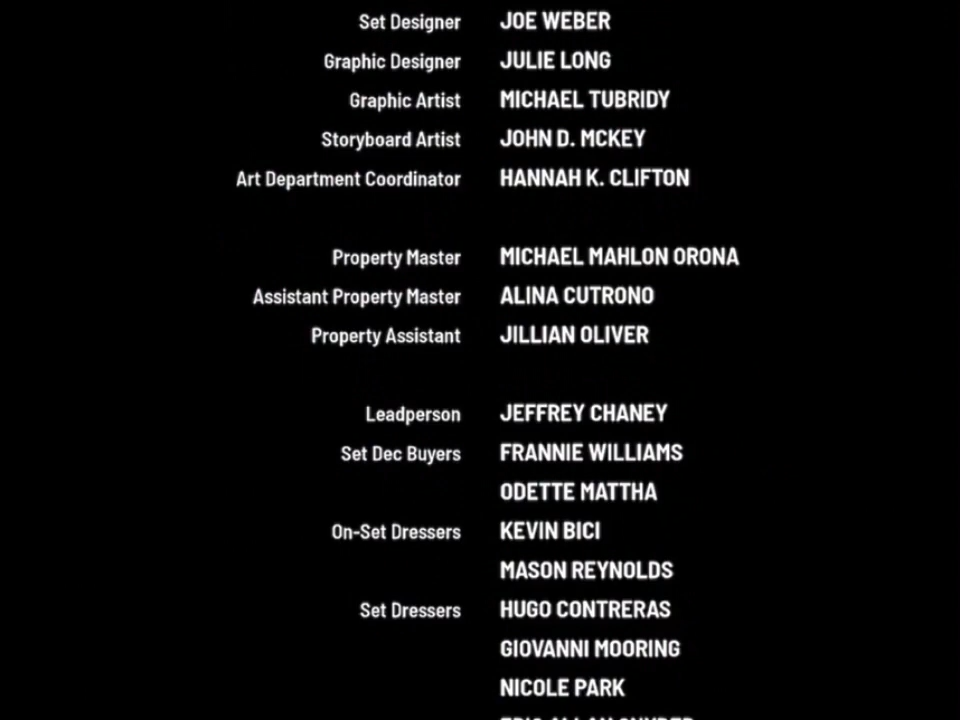 Set Designer JOE WEBER
Graphic Designer JULIE LONG
Graphic Artist MICHAEL TUBRIDY
Storyboard Artist JOHN D. MCKEY
Art Department Coordinator HANNAH K. CLIFTON
Property Master MICHAEL MAHLON ORONA
Assistant Property Master ALINA CUTRONO
Property Assistant JILLIAN OLIVER
Leadperson JEFFREY CHANEY
Set Dec Buyers FRANNIE WILLIAMS
ODETTE MATTHA
On-Set Dressers KEVIN BICI
MASON REYNOLDS
Set Dressers HUGO CONTRERAS
GIOVANNI MOORING
NICOLE PARK